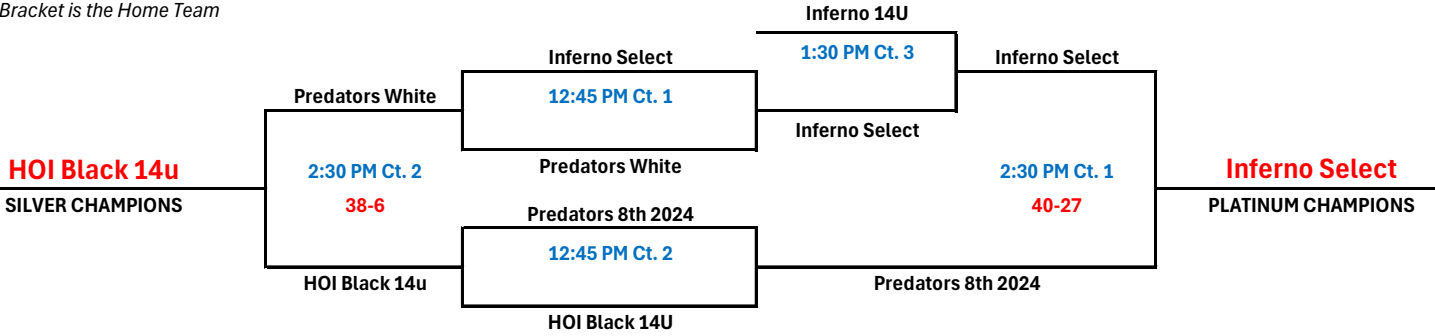 Bracket is the Home Team
Inferno 14U
Inferno Select
1:30 PM Ct. 3
Inferno Select
Predators White
12:45 PM Ct. 1
Inferno Select
HOI Black 14u
2:30 PM Ct. 2
Predators White
2:30 PM Ct. 1
Inferno Select
SILVER CHAMPIONS
38-6
Predators 8th 2024
40-27
PLATINUM CHAMPIONS
12:45 PM Ct. 2
HOI Black 14u
Predators 8th 2024
HOI Black 14U